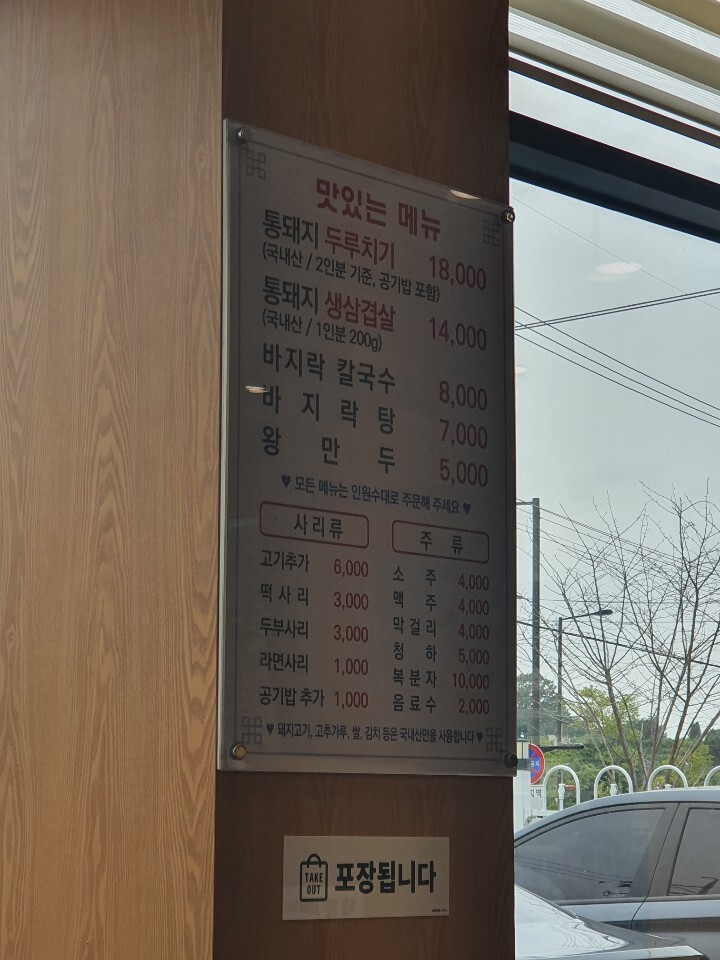 맛있는 메뉴
통돼지 두루치기 18,000
(국내산 / 2인분 기준, 공기밥 포함)
통돼지 생삼겹살 14,000
(국내산 / 1인분 200g)
바지락 칼국수 8,000
바지락탕 7,000
왕만두 5,000
♥ 모든 메뉴는 인원수대로 주문해 주세요 ♥
사리류
고기추가 6,000
떡사리 3,000
두부사리 3,000
라면사리 1,000
공기밥 추가 1,000
주류
소주 4,000
맥주 4,000
막걸리 4,000
청하 5,000
복분자 10,000
음료수 2,000
♥ 돼지고기, 고추가루, 쌀, 김치 등은 국내산만을 사용합니다 ♥
TAKE
OUT
포장됩니다